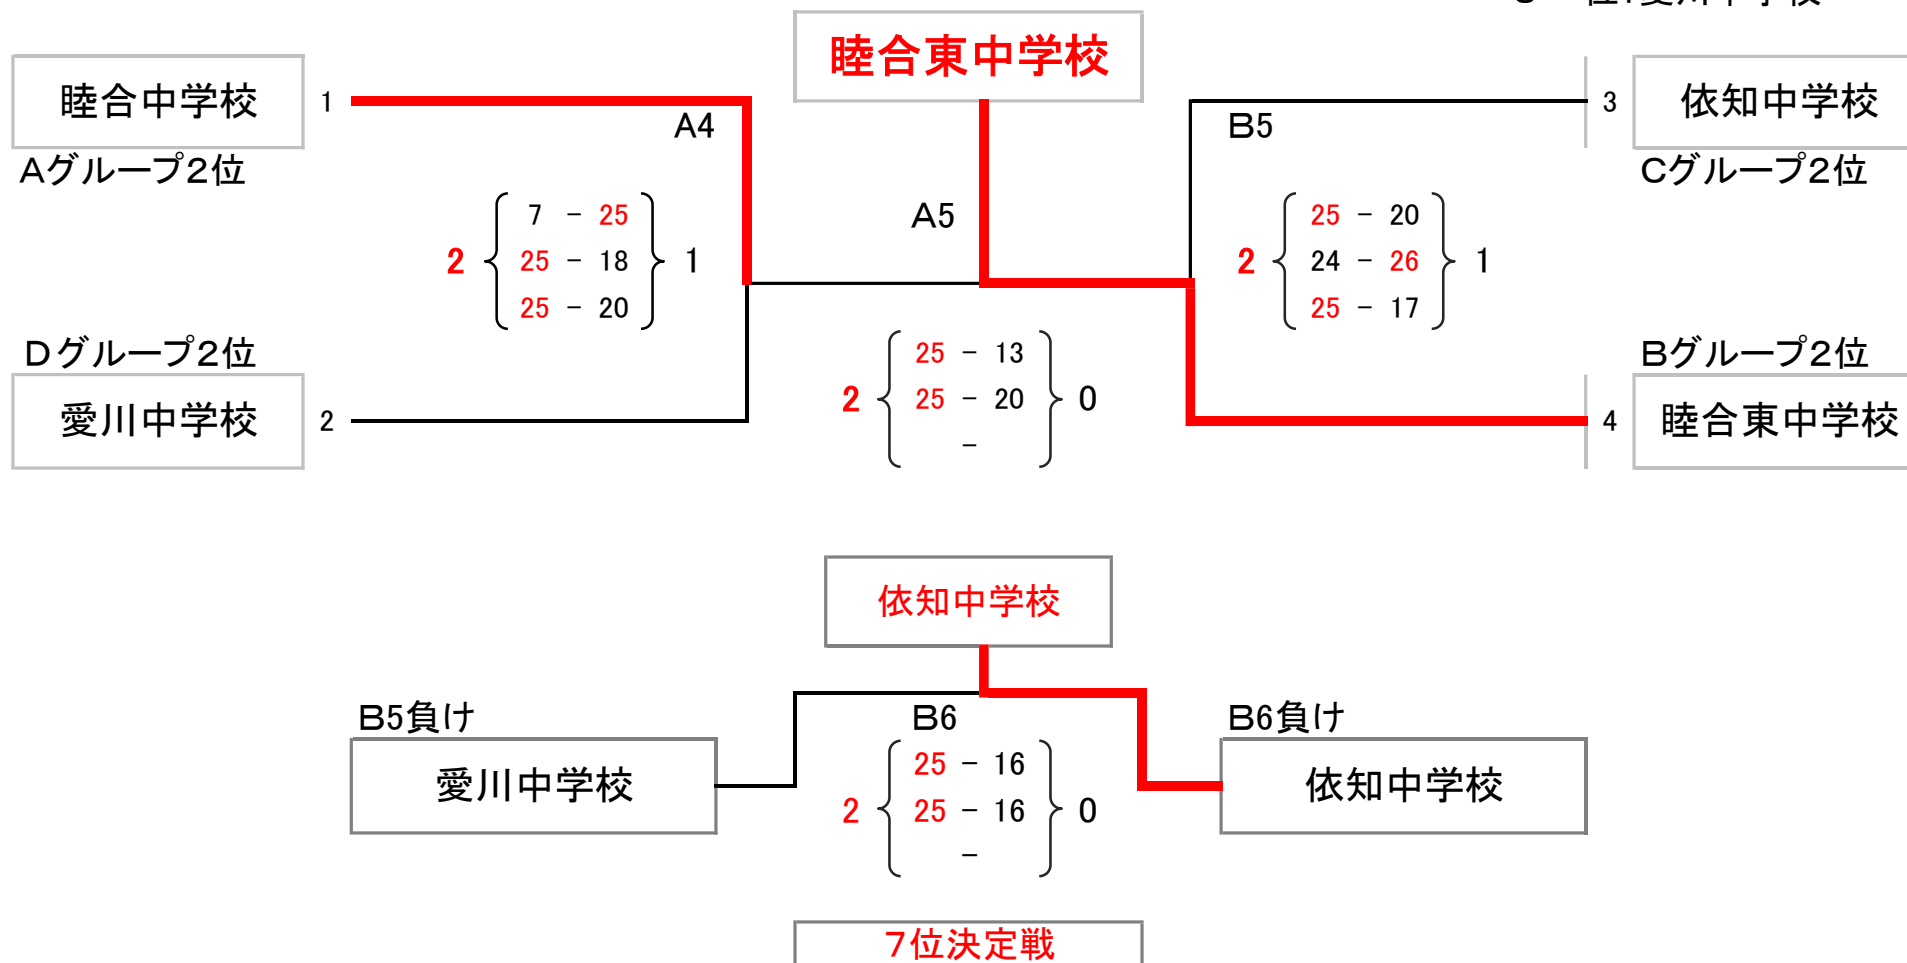 睦合東中学校
睦合中学校 1
A4
B5
3 依知中学校
Aグループ2位
Cグループ2位
A5
7 - 25
2 25 - 18 1
25 - 20
25 - 20
2 24 - 26 1
25 - 17
Dグループ2位
Bグループ2位
愛川中学校 2
25 - 13
2 25 - 20 0
-
4 睦合東中学校
依知中学校
B5負け
B6
B6負け
愛川中学校
25 - 16
2 25 - 16 0
-
依知中学校
7位決定戦